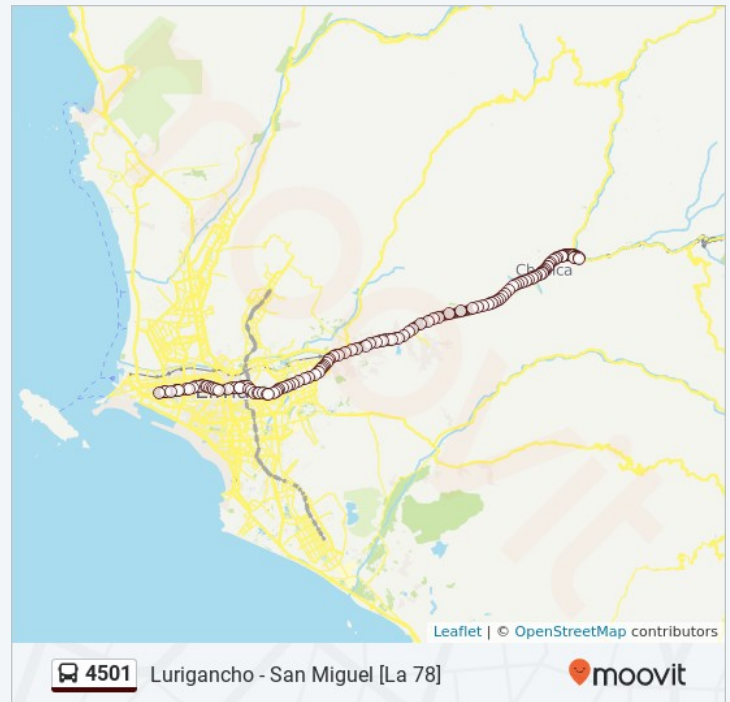 Leaflet | © OpenStreetMap contributors
4501 Lurigancho - San Miguel [La 78]
moovit